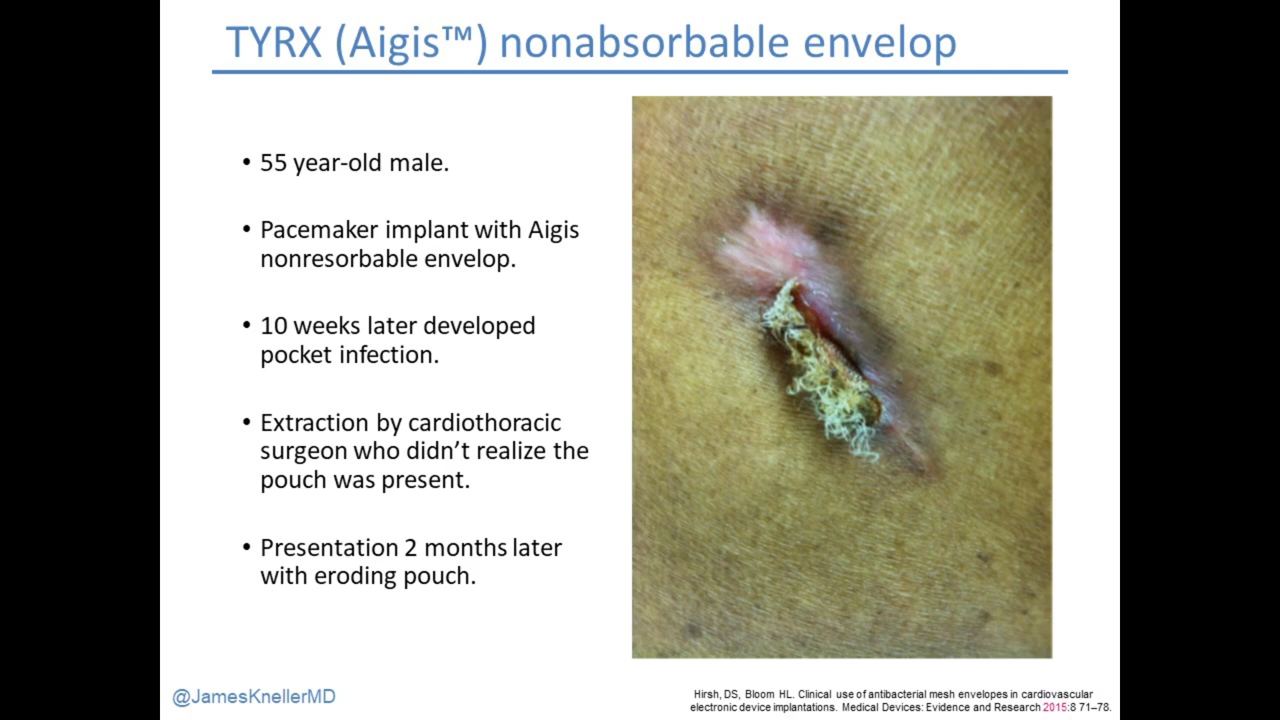 TYRX (Aigis™) nonabsorbable envelop
• 55 year-old male.
• Pacemaker implant with Aigis
nonresorbable envelop.
• 10 weeks later developed
pocket infection.
• Extraction by cardiothoracic
surgeon who didn’t realize the
pouch was present.
• Presentation 2 months later
with eroding pouch.
@JamesKnellerMD
Hirsh, DS, Bloom HL. Clinical use of antibacterial mesh envelopes in cardiovascular
electronic device implantations. Medical Devices: Evidence and Research 2015:8 71–78.